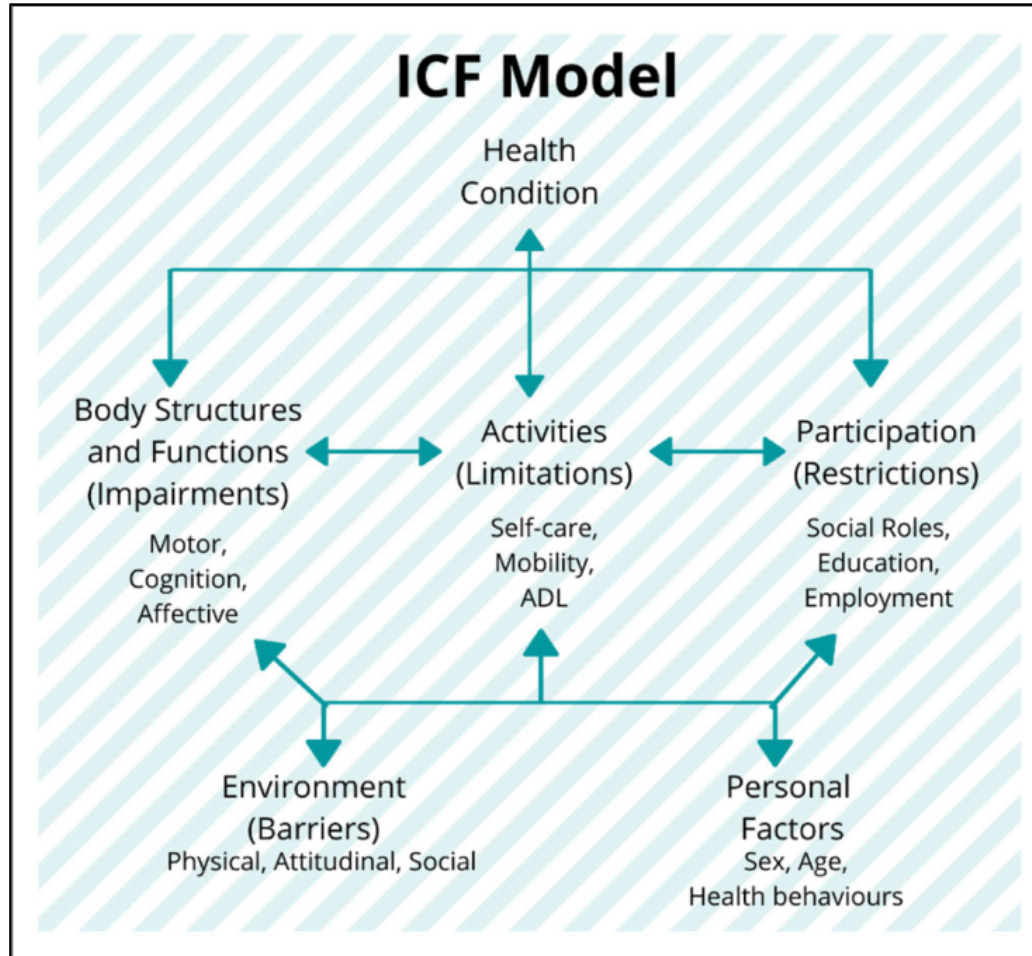 ICF Model
Health
Condition
Body Structures
and Functions
(Impairments)
Motor,
Cognition,
Affective
Activities
(Limitations)
Self-care,
Mobility,
ADL
Participation
(Restrictions)
Social Roles,
Education,
Employment
Environment
(Barriers)
Physical, Attitudinal, Social
Personal
Factors
Sex, Age,
Health behaviours